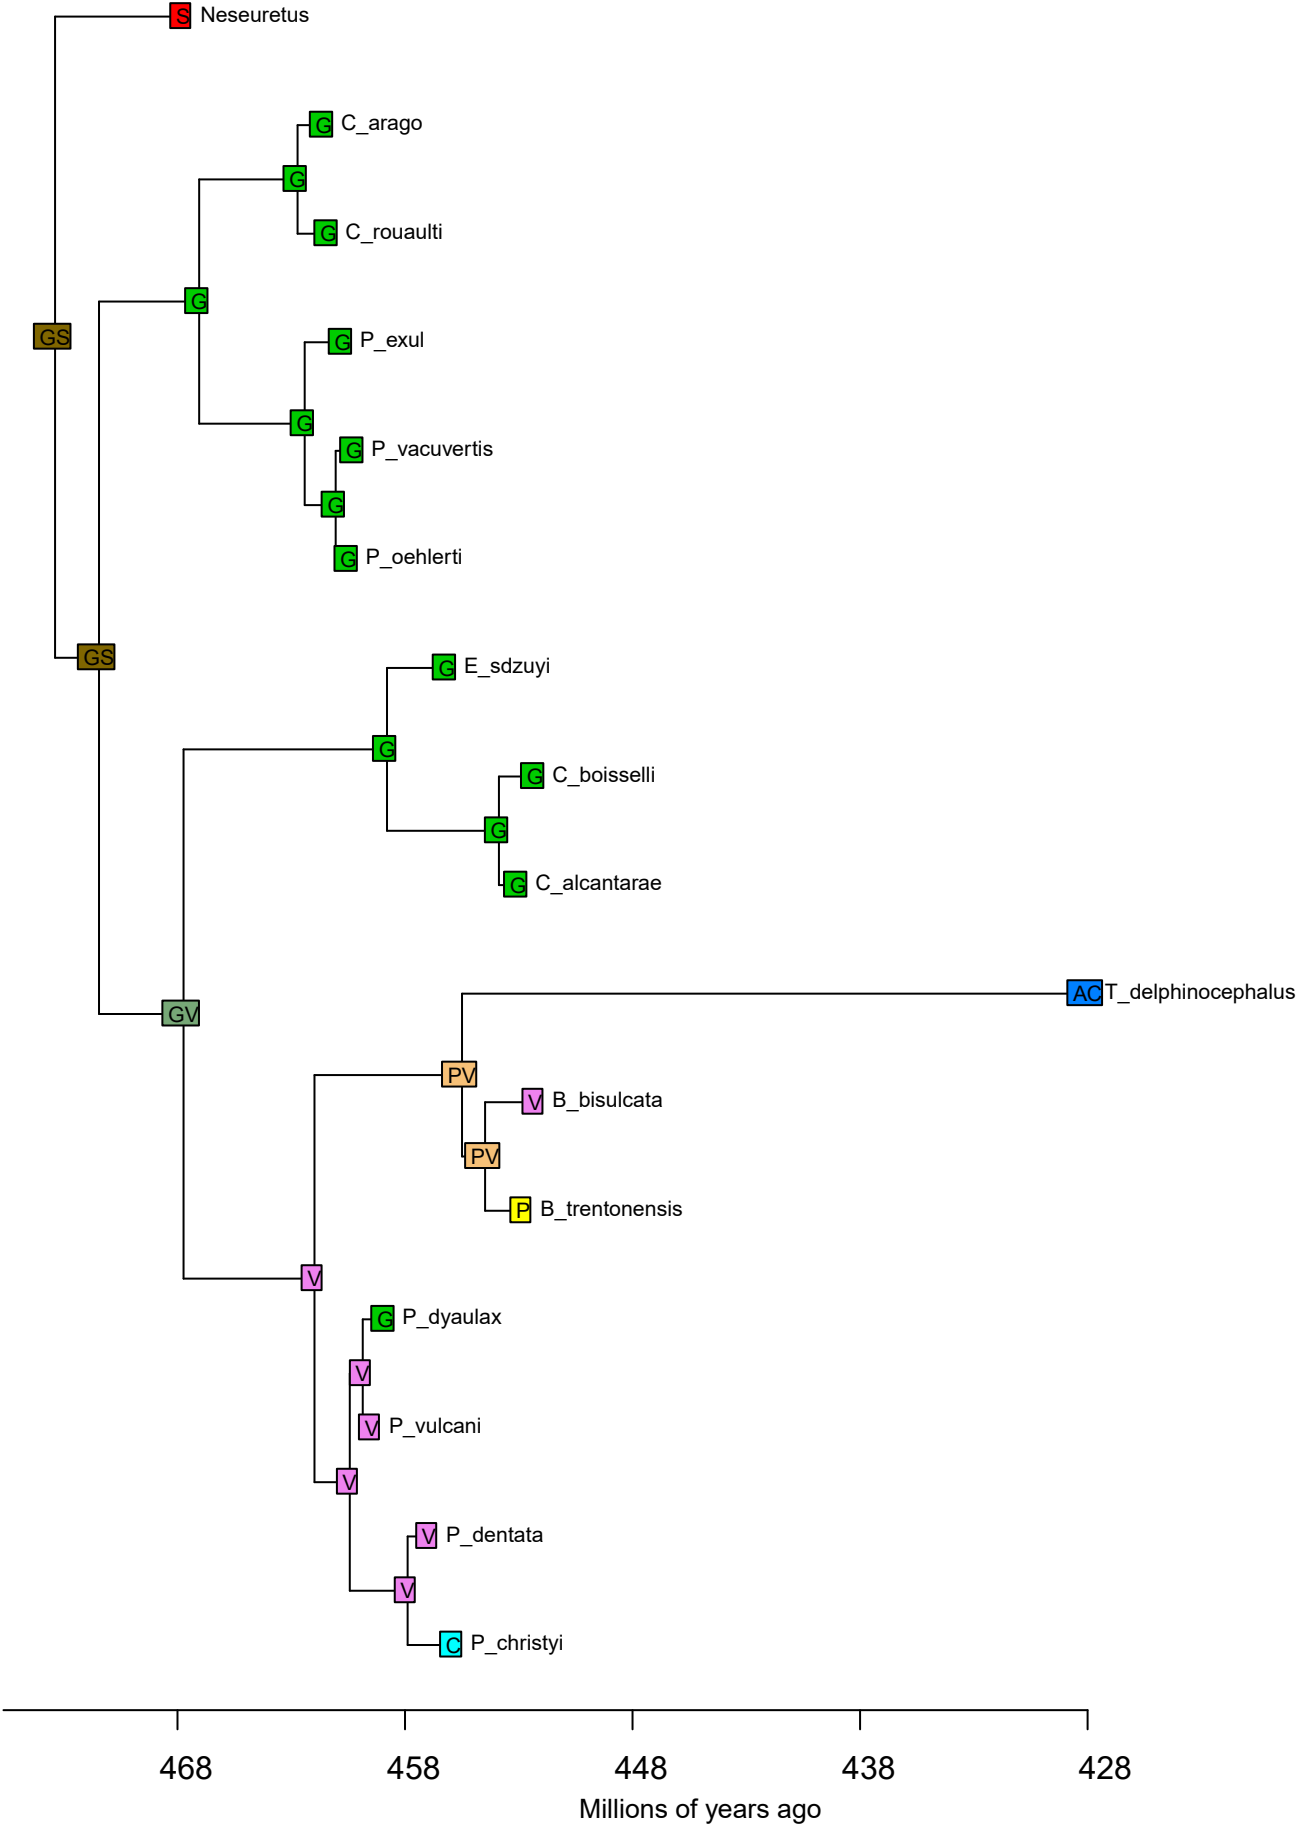 S Neseuretus
G C_arago
G
G C_rouaulti
G
GS
G P_exul
G
G P_vacuvertis
G
G P_oehlerti
GS
G E_sdzuyi
G
G C_boisselli
G
G C_alcantarae
AC T_delphinocephalus
GV
PV
V B_bisulcata
PV
P B_trentonensis
V
G P_dyaulax
V
V P_vulcani
V
V P_dentata
V
C P_christyi
468 458 448 438 428
Millions of years ago